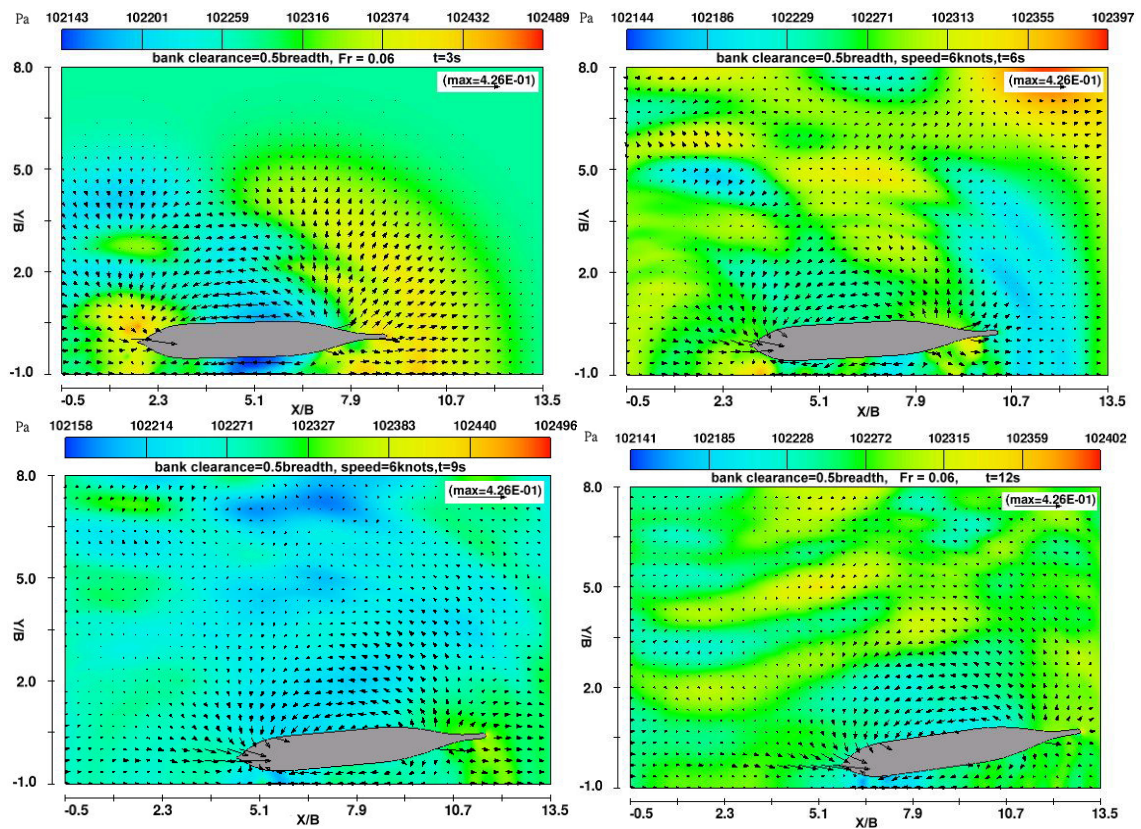 Pa 102143 102201 102259 102316 102374 102432 102489
bank clearance=0.5breadth, Fr = 0.06 t=3s
(max=4.26E-01)
8.0
5.0
Y/B
2.0
-1.0
-0.5 2.3 5.1 7.9 10.7 13.5
X/B
Pa 102144 102186 102229 102271 102313 102355 102397
bank clearance=0.5breadth, speed=6knots,t=6s
(max=4.26E-01)
8.0
5.0
Y/B
2.0
-1.0
-0.5 2.3 5.1 7.9 10.7 13.5
X/B
Pa 102158 102214 102271 102327 102383 102440 102496
bank clearance=0.5breadth, speed=6knots,t=9s
(max=4.26E-01)
8.0
5.0
Y/B
2.0
-1.0
-0.5 2.3 5.1 7.9 10.7 13.5
X/B
Pa 102141 102185 102228 102272 102315 102359 102402
bank clearance=0.5breadth, Fr = 0.06, t=12s
(max=4.26E-01)
8.0
5.0
Y/B
2.0
-1.0
-0.5 2.3 5.1 7.9 10.7 13.5
X/B